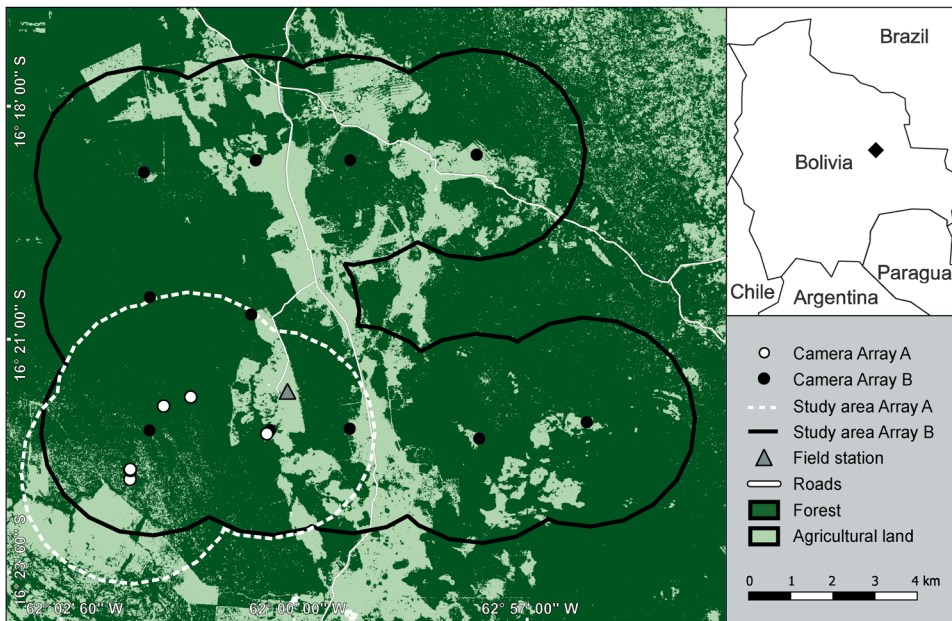 16° 18' 00'' S
16° 21' 00'' S
16° 23' 60'' S
62° 02' 60'' W
62° 00' 00'' W
62° 57' 00'' W
Brazil
Bolivia
Paragua
Chile
Argentina
Camera Array A
Camera Array B
Study area Array A
Study area Array B
Field station
Roads
Forest
Agricultural land
0 1 2 3 4 km